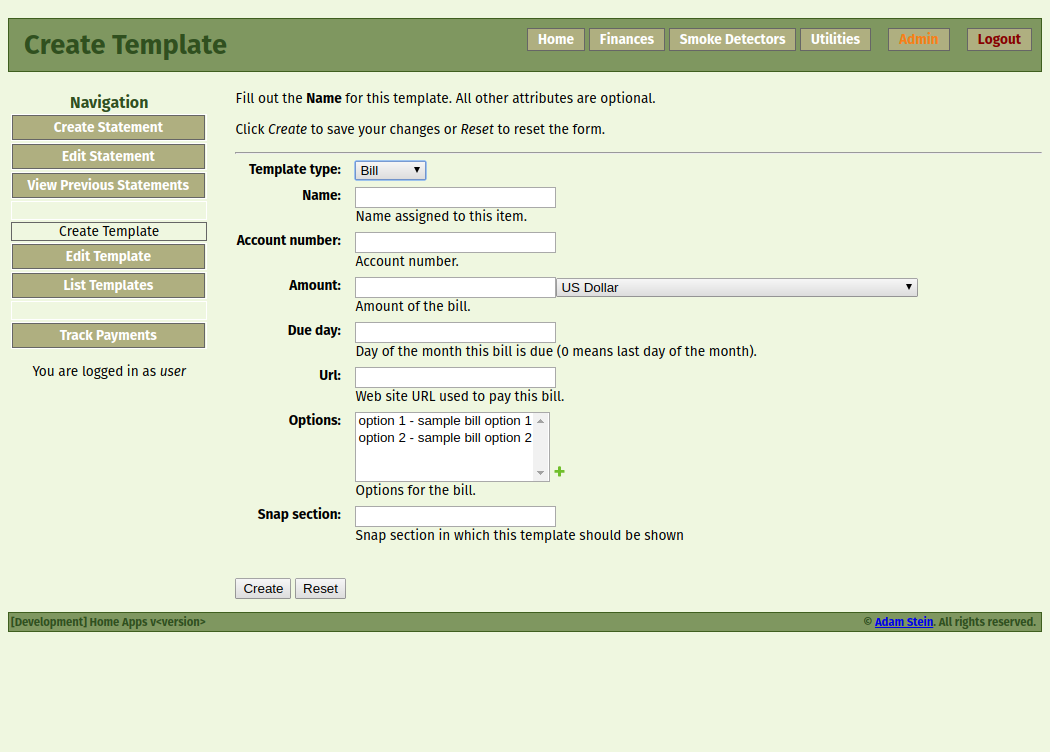 Create Template
Home Finances Smoke Detectors Utilities Admin Logout
Navigation
Create Statement
Edit Statement
View Previous Statements
Create Template
Edit Template
List Templates
Track Payments
You are logged in as user
Fill out the Name for this template. All other attributes are optional.
Click Create to save your changes or Reset to reset the form.
Template type: Bill
Name:
Name assigned to this item.
Account number:
Account number.
Amount: US Dollar
Amount of the bill.
Due day:
Day of the month this bill is due (0 means last day of the month).
Url:
Web site URL used to pay this bill.
Options: option 1 - sample bill option 1
option 2 - sample bill option 2
Options for the bill.
Snap section:
Snap section in which this template should be shown
Create Reset
[Development] Home Apps v<version> © Adam Stein. All rights reserved.